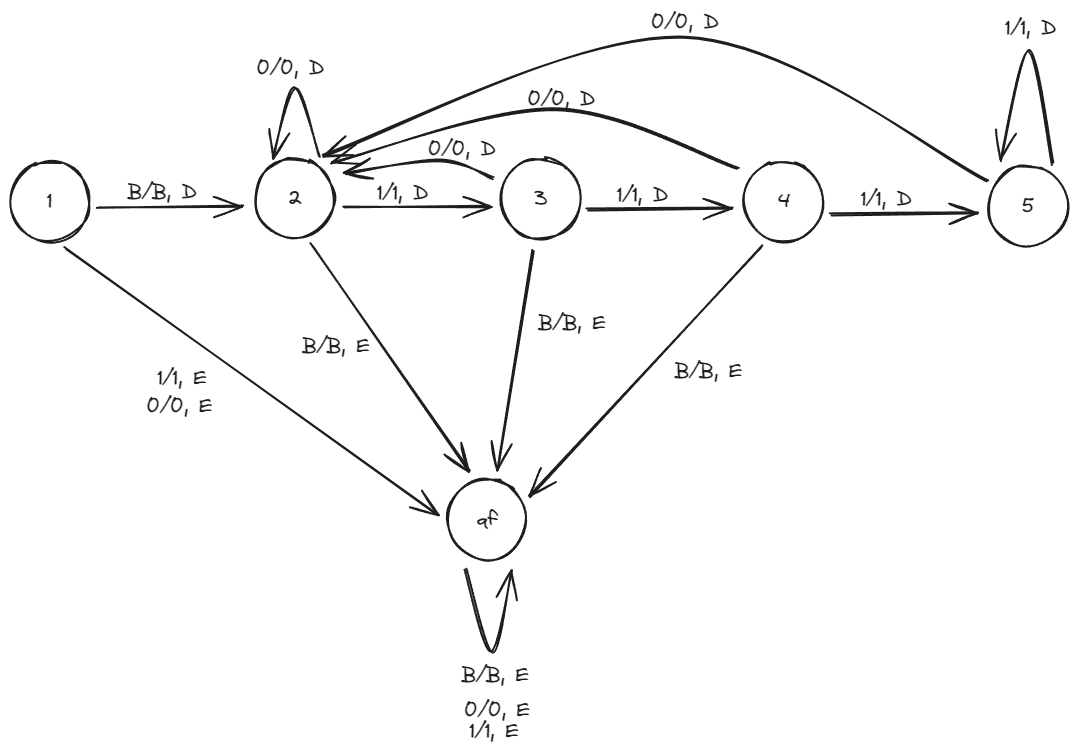 0/0, D
1/1, D
0/0, D
0/0, D
0/0, D
1
B/B, D
2
1/1, D
3
1/1, D
4
1/1, D
5
B/B, E
B/B, E
B/B, E
1/1, E
0/0, E
qf
B/B, E
0/0, E
1/1, E